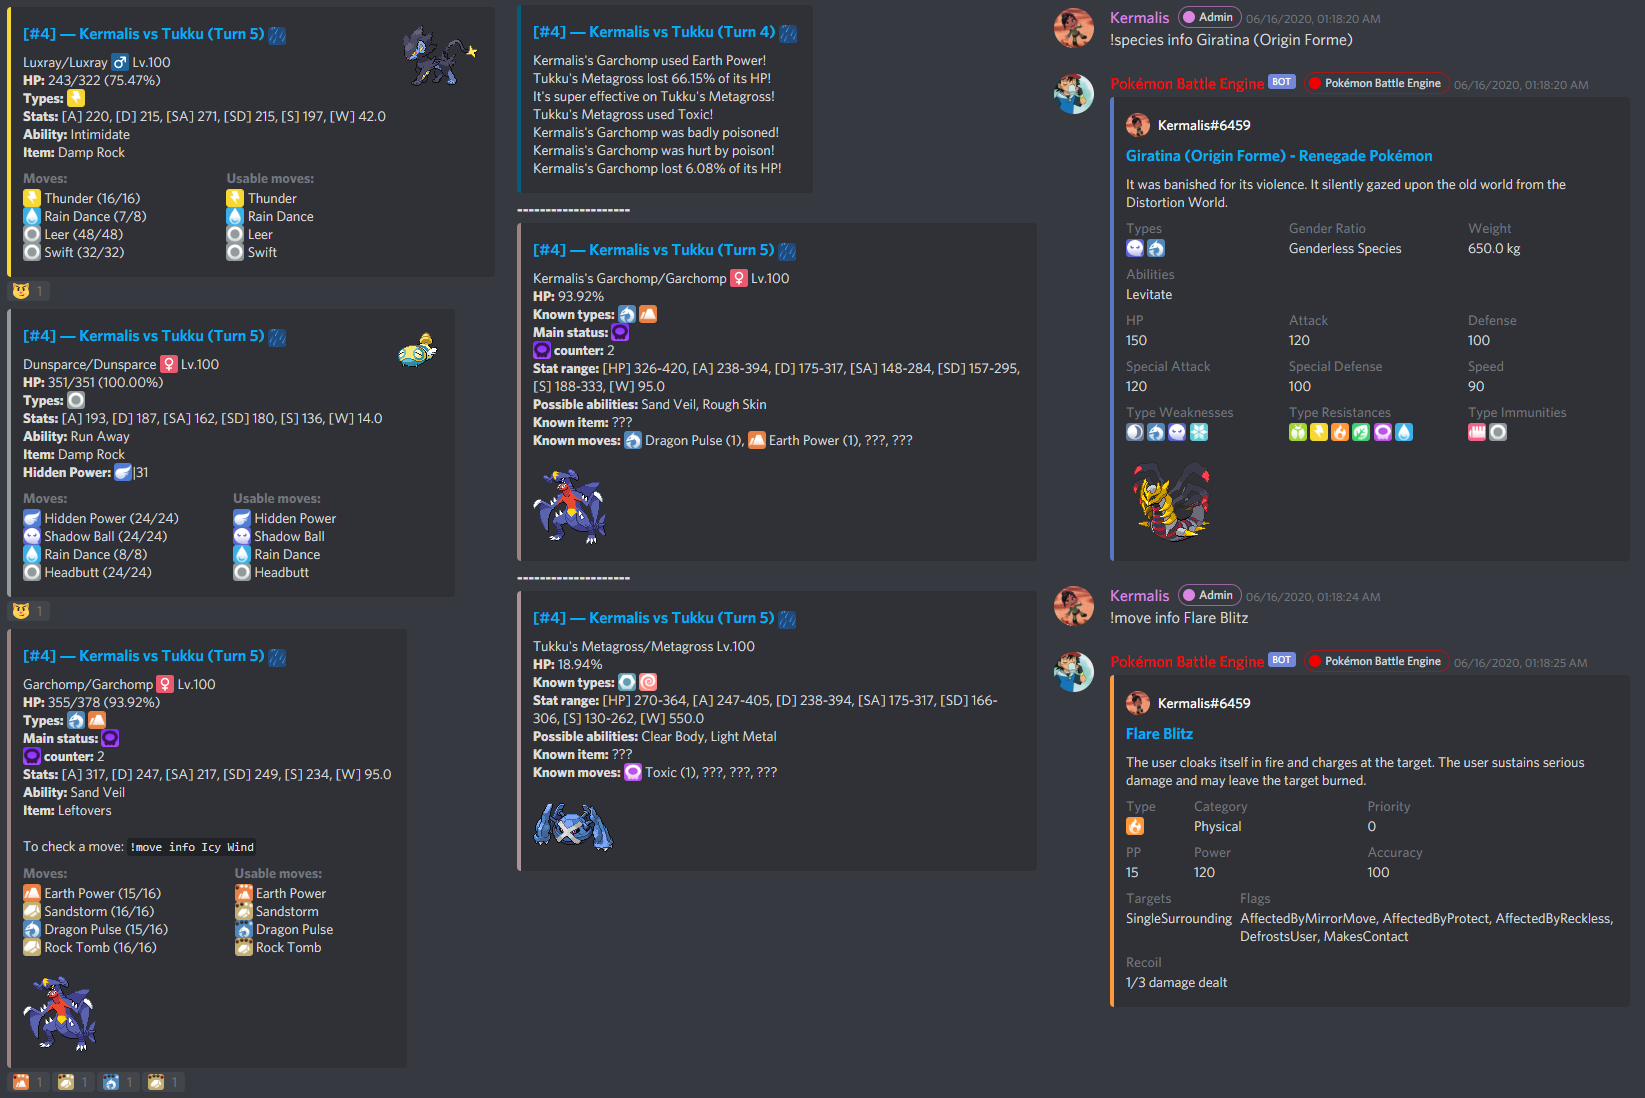 [#4] — Kermalis vs Tukku (Turn 5)
Luxray/Luxray ♂ Lv.100
HP: 243/322 (75.47%)
Types:
Stats: [A] 220, [D] 215, [SA] 271, [SD] 215, [S] 197, [W] 42.0
Ability: Intimidate
Item: Damp Rock
Moves:
Thunder (16/16)
Rain Dance (7/8)
Leer (48/48)
Swift (32/32)
Usable moves:
Thunder
Rain Dance
Leer
Swift
1
[#4] — Kermalis vs Tukku (Turn 5)
Dunsparce/Dunsparce ♀ Lv.100
HP: 351/351 (100.00%)
Types:
Stats: [A] 193, [D] 187, [SA] 162, [SD] 180, [S] 136, [W] 14.0
Ability: Run Away
Item: Damp Rock
Hidden Power: |31
Moves:
Hidden Power (24/24)
Shadow Ball (24/24)
Rain Dance (8/8)
Headbutt (24/24)
Usable moves:
Hidden Power
Shadow Ball
Rain Dance
Headbutt
1
[#4] — Kermalis vs Tukku (Turn 5)
Garchomp/Garchomp ♀ Lv.100
HP: 355/378 (93.92%)
Types:
Main status:
counter: 2
Stats: [A] 317, [D] 247, [SA] 217, [SD] 249, [S] 234, [W] 95.0
Ability: Sand Veil
Item: Leftovers
To check a move: !move info Icy Wind
Moves:
Earth Power (15/16)
Sandstorm (16/16)
Dragon Pulse (15/16)
Rock Tomb (16/16)
Usable moves:
Earth Power
Sandstorm
Dragon Pulse
Rock Tomb
1 1 1 1
[#4] — Kermalis vs Tukku (Turn 4)
Kermalis's Garchomp used Earth Power!
Tukku's Metagross lost 66.15% of its HP!
It's super effective on Tukku's Metagross!
Tukku's Metagross used Toxic!
Kermalis's Garchomp was badly poisoned!
Kermalis's Garchomp was hurt by poison!
Kermalis's Garchomp lost 6.08% of its HP!
--------------------
[#4] — Kermalis vs Tukku (Turn 5)
Kermalis's Garchomp/Garchomp ♀ Lv.100
HP: 93.92%
Known types:
Main status:
counter: 2
Stat range: [HP] 326-420, [A] 238-394, [D] 175-317, [SA] 148-284, [SD] 157-295,
[S] 188-333, [W] 95.0
Possible abilities: Sand Veil, Rough Skin
Known item: ???
Known moves: Dragon Pulse (1), Earth Power (1), ???, ???
--------------------
[#4] — Kermalis vs Tukku (Turn 5)
Tukku's Metagross/Metagross Lv.100
HP: 18.94%
Known types:
Stat range: [HP] 270-364, [A] 247-405, [D] 238-394, [SA] 175-317, [SD] 166-
306, [S] 130-262, [W] 550.0
Possible abilities: Clear Body, Light Metal
Known item: ???
Known moves: Toxic (1), ???, ???, ???
Kermalis Admin 06/16/2020, 01:18:20 AM
!species info Giratina (Origin Forme)
Pokémon Battle Engine BOT Pokémon Battle Engine 06/16/2020, 01:18:20 AM
Kermalis#6459
Giratina (Origin Forme) - Renegade Pokémon
It was banished for its violence. It silently gazed upon the old world from the
Distortion World.
Types Gender Ratio Weight
Genderless Species 650.0 kg
Abilities
Levitate
HP Attack Defense
150 120 100
Special Attack Special Defense Speed
120 100 90
Type Weaknesses Type Resistances Type Immunities
Kermalis Admin 06/16/2020, 01:18:24 AM
!move info Flare Blitz
Pokémon Battle Engine BOT Pokémon Battle Engine 06/16/2020, 01:18:25 AM
Kermalis#6459
Flare Blitz
The user cloaks itself in fire and charges at the target. The user sustains serious
damage and may leave the target burned.
Type Category Priority
Physical 0
PP Power Accuracy
15 120 100
Targets Flags
SingleSurrounding AffectedByMirrorMove, AffectedByProtect, AffectedByReckless,
DefrostsUser, MakesContact
Recoil
1/3 damage dealt